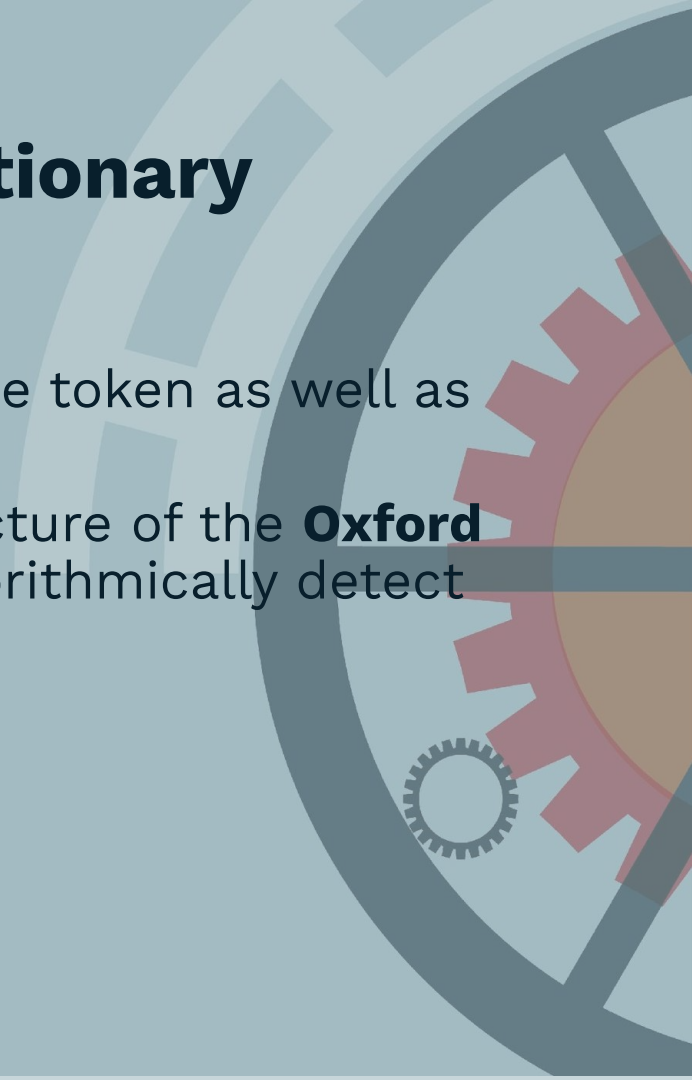 tionary
e token as well as
cture of the Oxford
rithmically detect